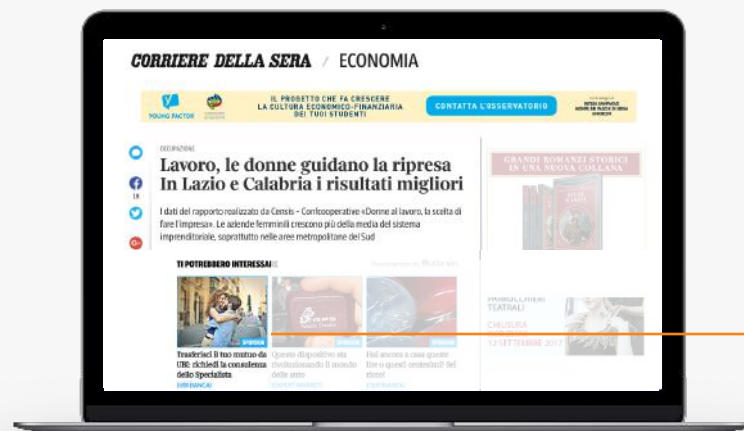 CORRIERE DELLA SERA / ECONOMIA
YOUNG FACTOR
IL PROGETTO CHE FA CRESCERE
LA CULTURA ECONOMICO-FINANZIARIA
DEI TUOI STUDENTI
CONTATTA L'OSSERVATORIO
OCCUPAZIONE
Lavoro, le donne guidano la ripresa
In Lazio e Calabria i risultati migliori
I dati del rapporto realizzato da Censis - Confcooperative «Donne al lavoro, la scelta di
fare l'impresa». Le aziende femminili crescono più della media del sistema
imprenditoriale, soprattutto nelle aree metropolitane del Sud
GRANDI ROMANZI STORICI
IN UNA NUOVA COLLANA
TI POTREBBERO INTERESSARE
GPS
SPONSOR
Trasferisci il tuo mutuo da
UBI: richiedi la consulenza
dello Specialista
Questo dispositivo sta
rivoluzionando il mondo
delle auto
Hai ancora a casa queste
lire o questi centesimi? Sei
ricco!
PARRUCCHIERI
TEATRALI
CHIUSURA
12 SETTEMBRE 2017